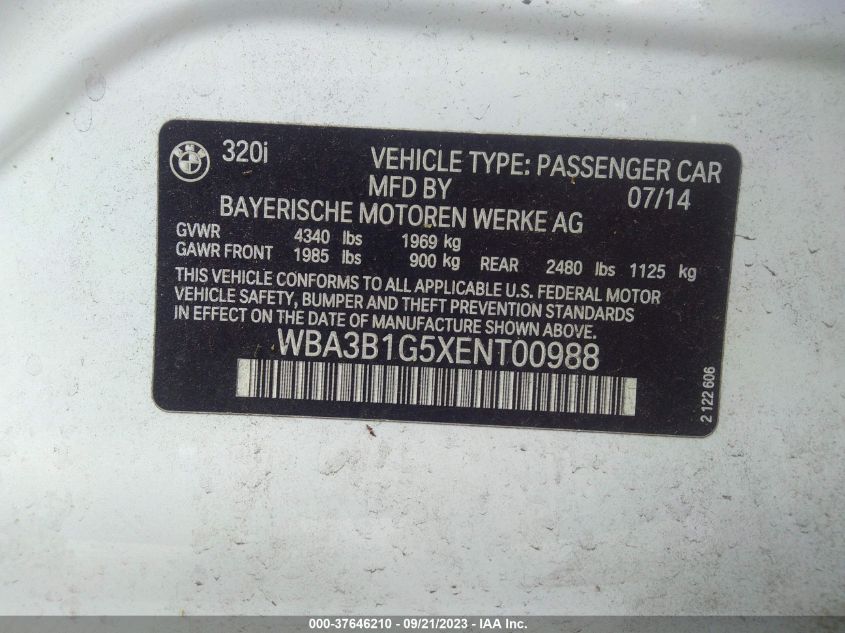 BMW 320i VEHICLE TYPE: PASSENGER CAR
MFD BY 07/14
BAYERISCHE MOTOREN WERKE AG
GVWR 4340 lbs 1969 kg
GAWR FRONT 1985 lbs 900 kg REAR 2480 lbs 1125 kg
THIS VEHICLE CONFORMS TO ALL APPLICABLE U.S. FEDERAL MOTOR
VEHICLE SAFETY, BUMPER AND THEFT PREVENTION STANDARDS
IN EFFECT ON THE DATE OF MANUFACTURE SHOWN ABOVE.
WBA3B1G5XENT00988
2 122 606
000-37646210 - 09/21/2023 - IAA Inc.